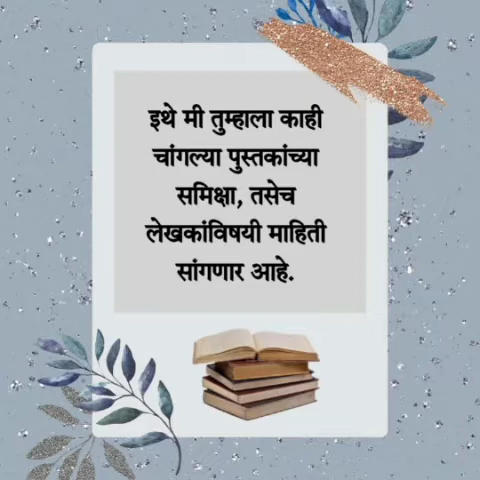 इथे मी तुम्हाला काही
चांगल्या पुस्तकांच्या
समिक्षा, तसेच
लेखकांविषयी माहिती
सांगणार आहे.